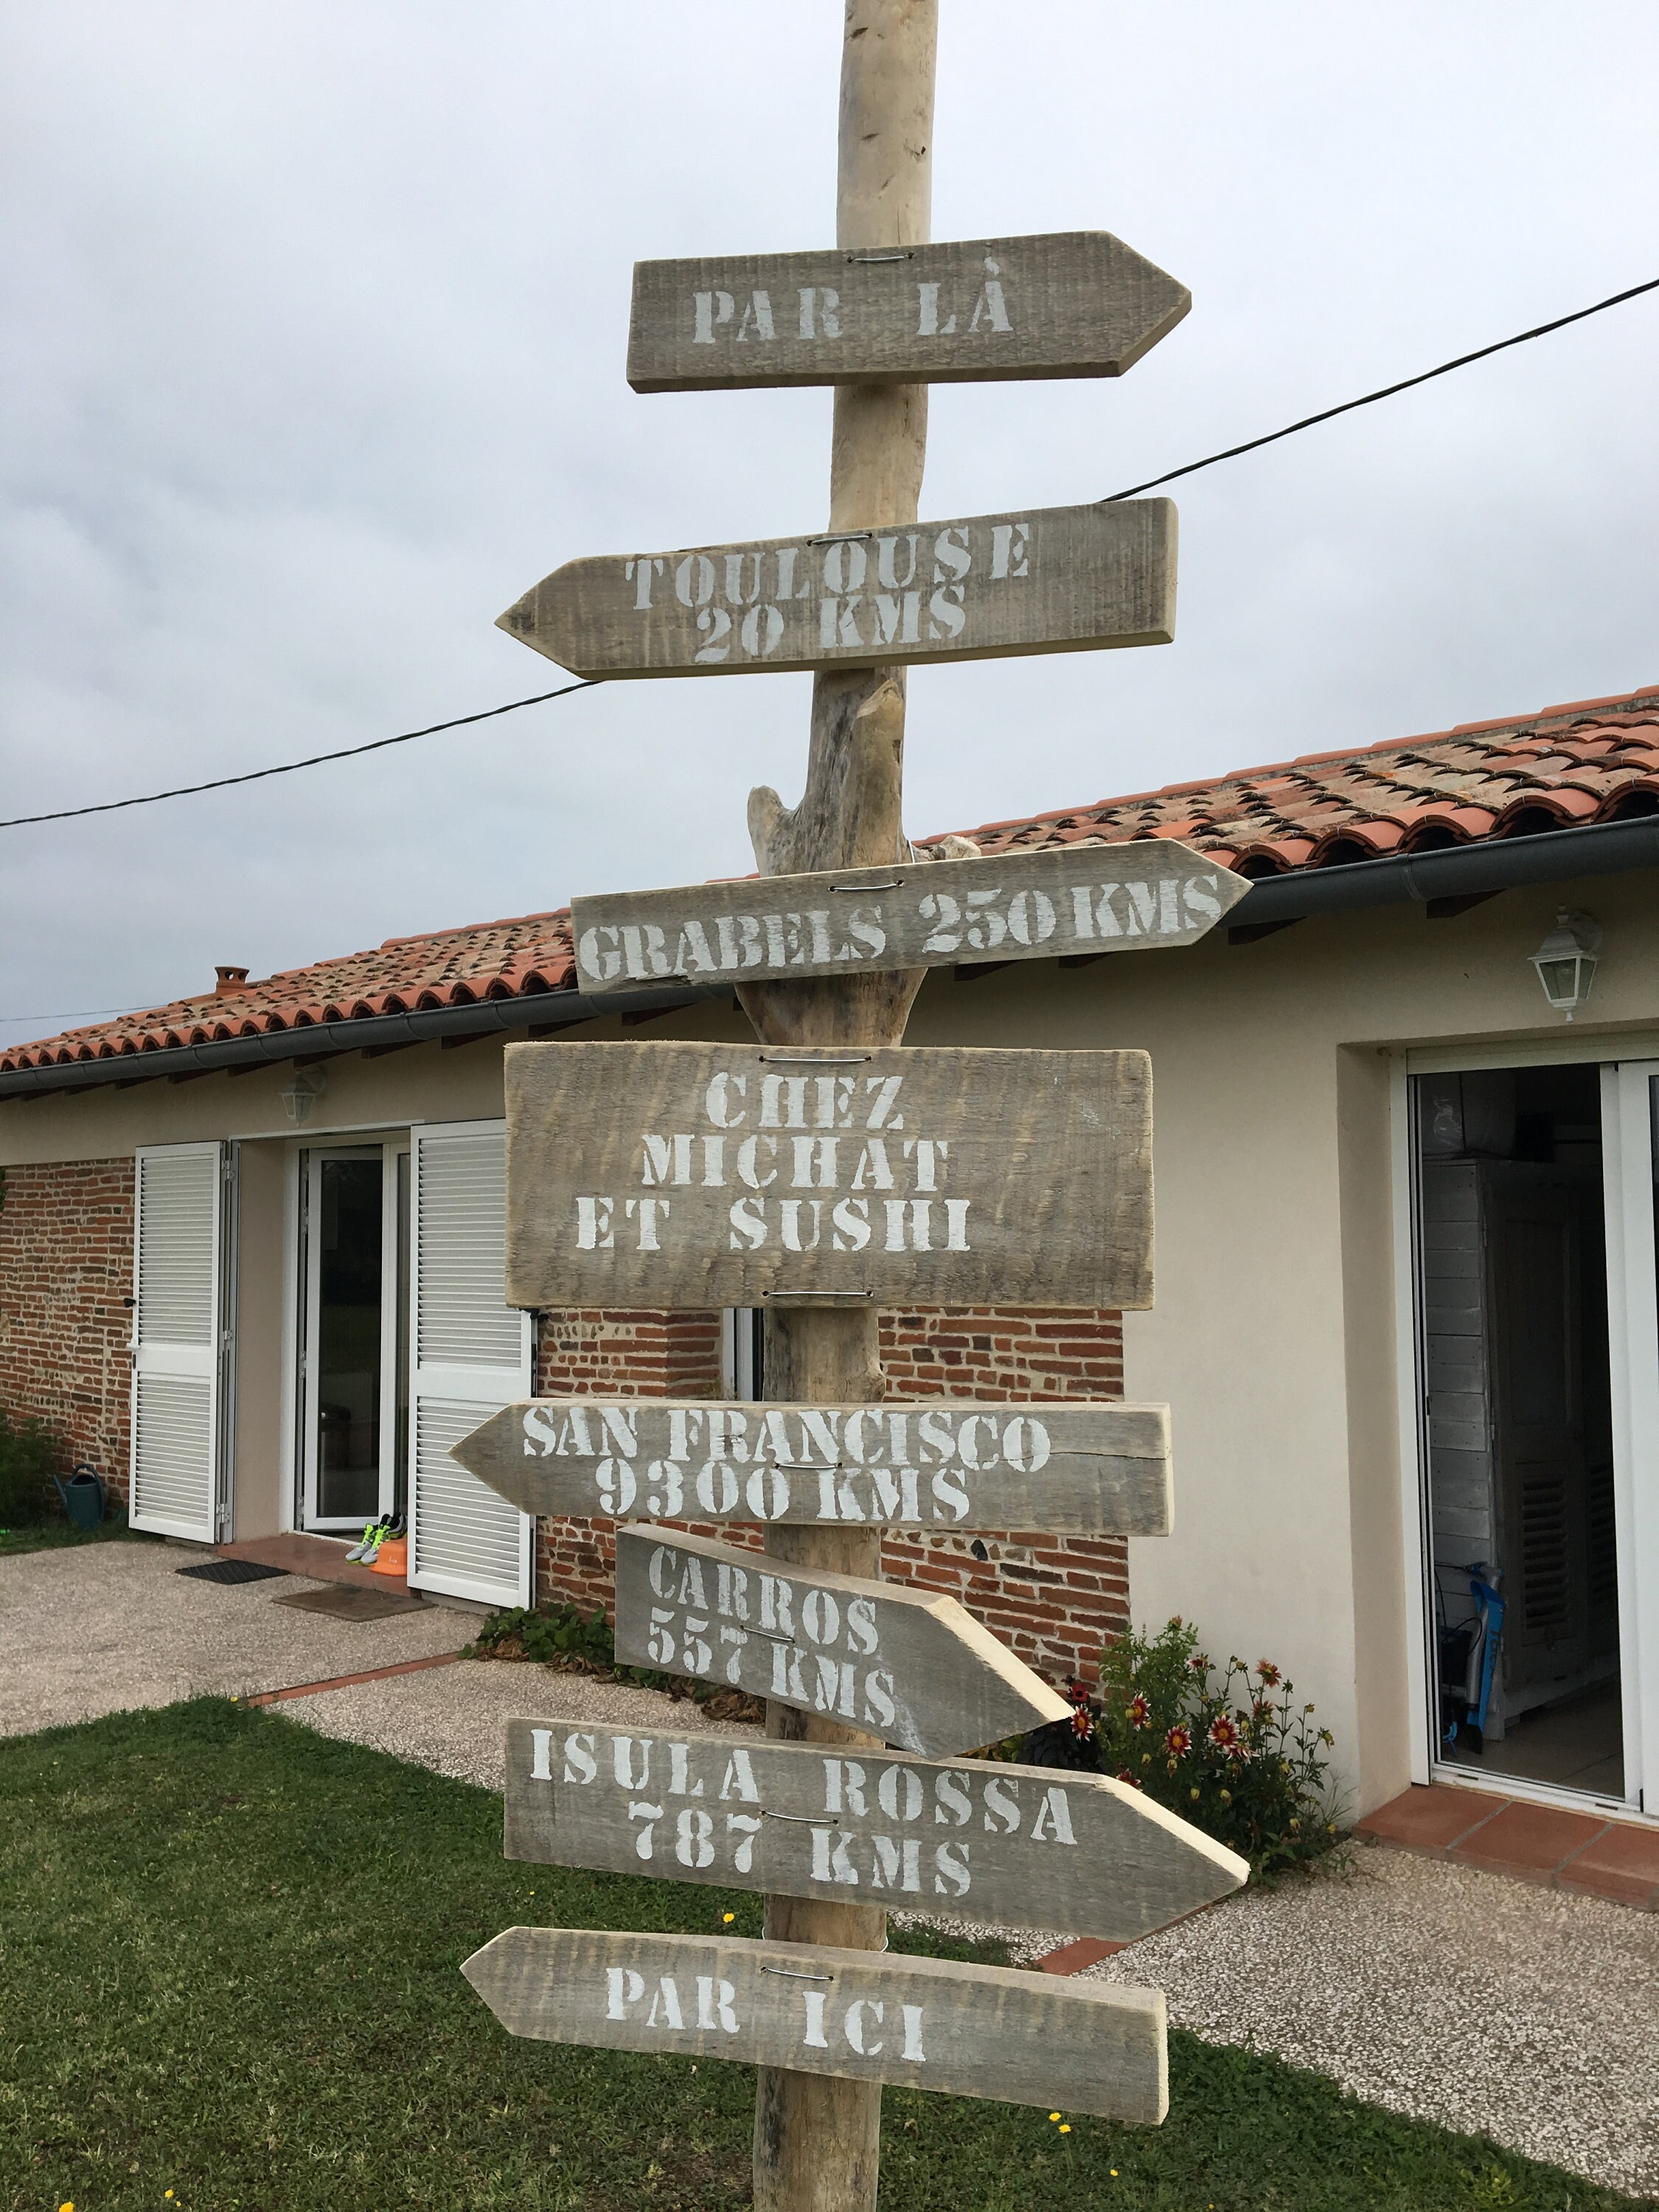 PAR LÀ
TOULOUSE
20 KMS
GRABELS 250 KMS
CHEZ
MICHAT
ET SUSHI
SAN FRANCISCO
9300 KMS
CARROS
557 KMS
ISULA ROSSA
787 KMS
PAR ICI